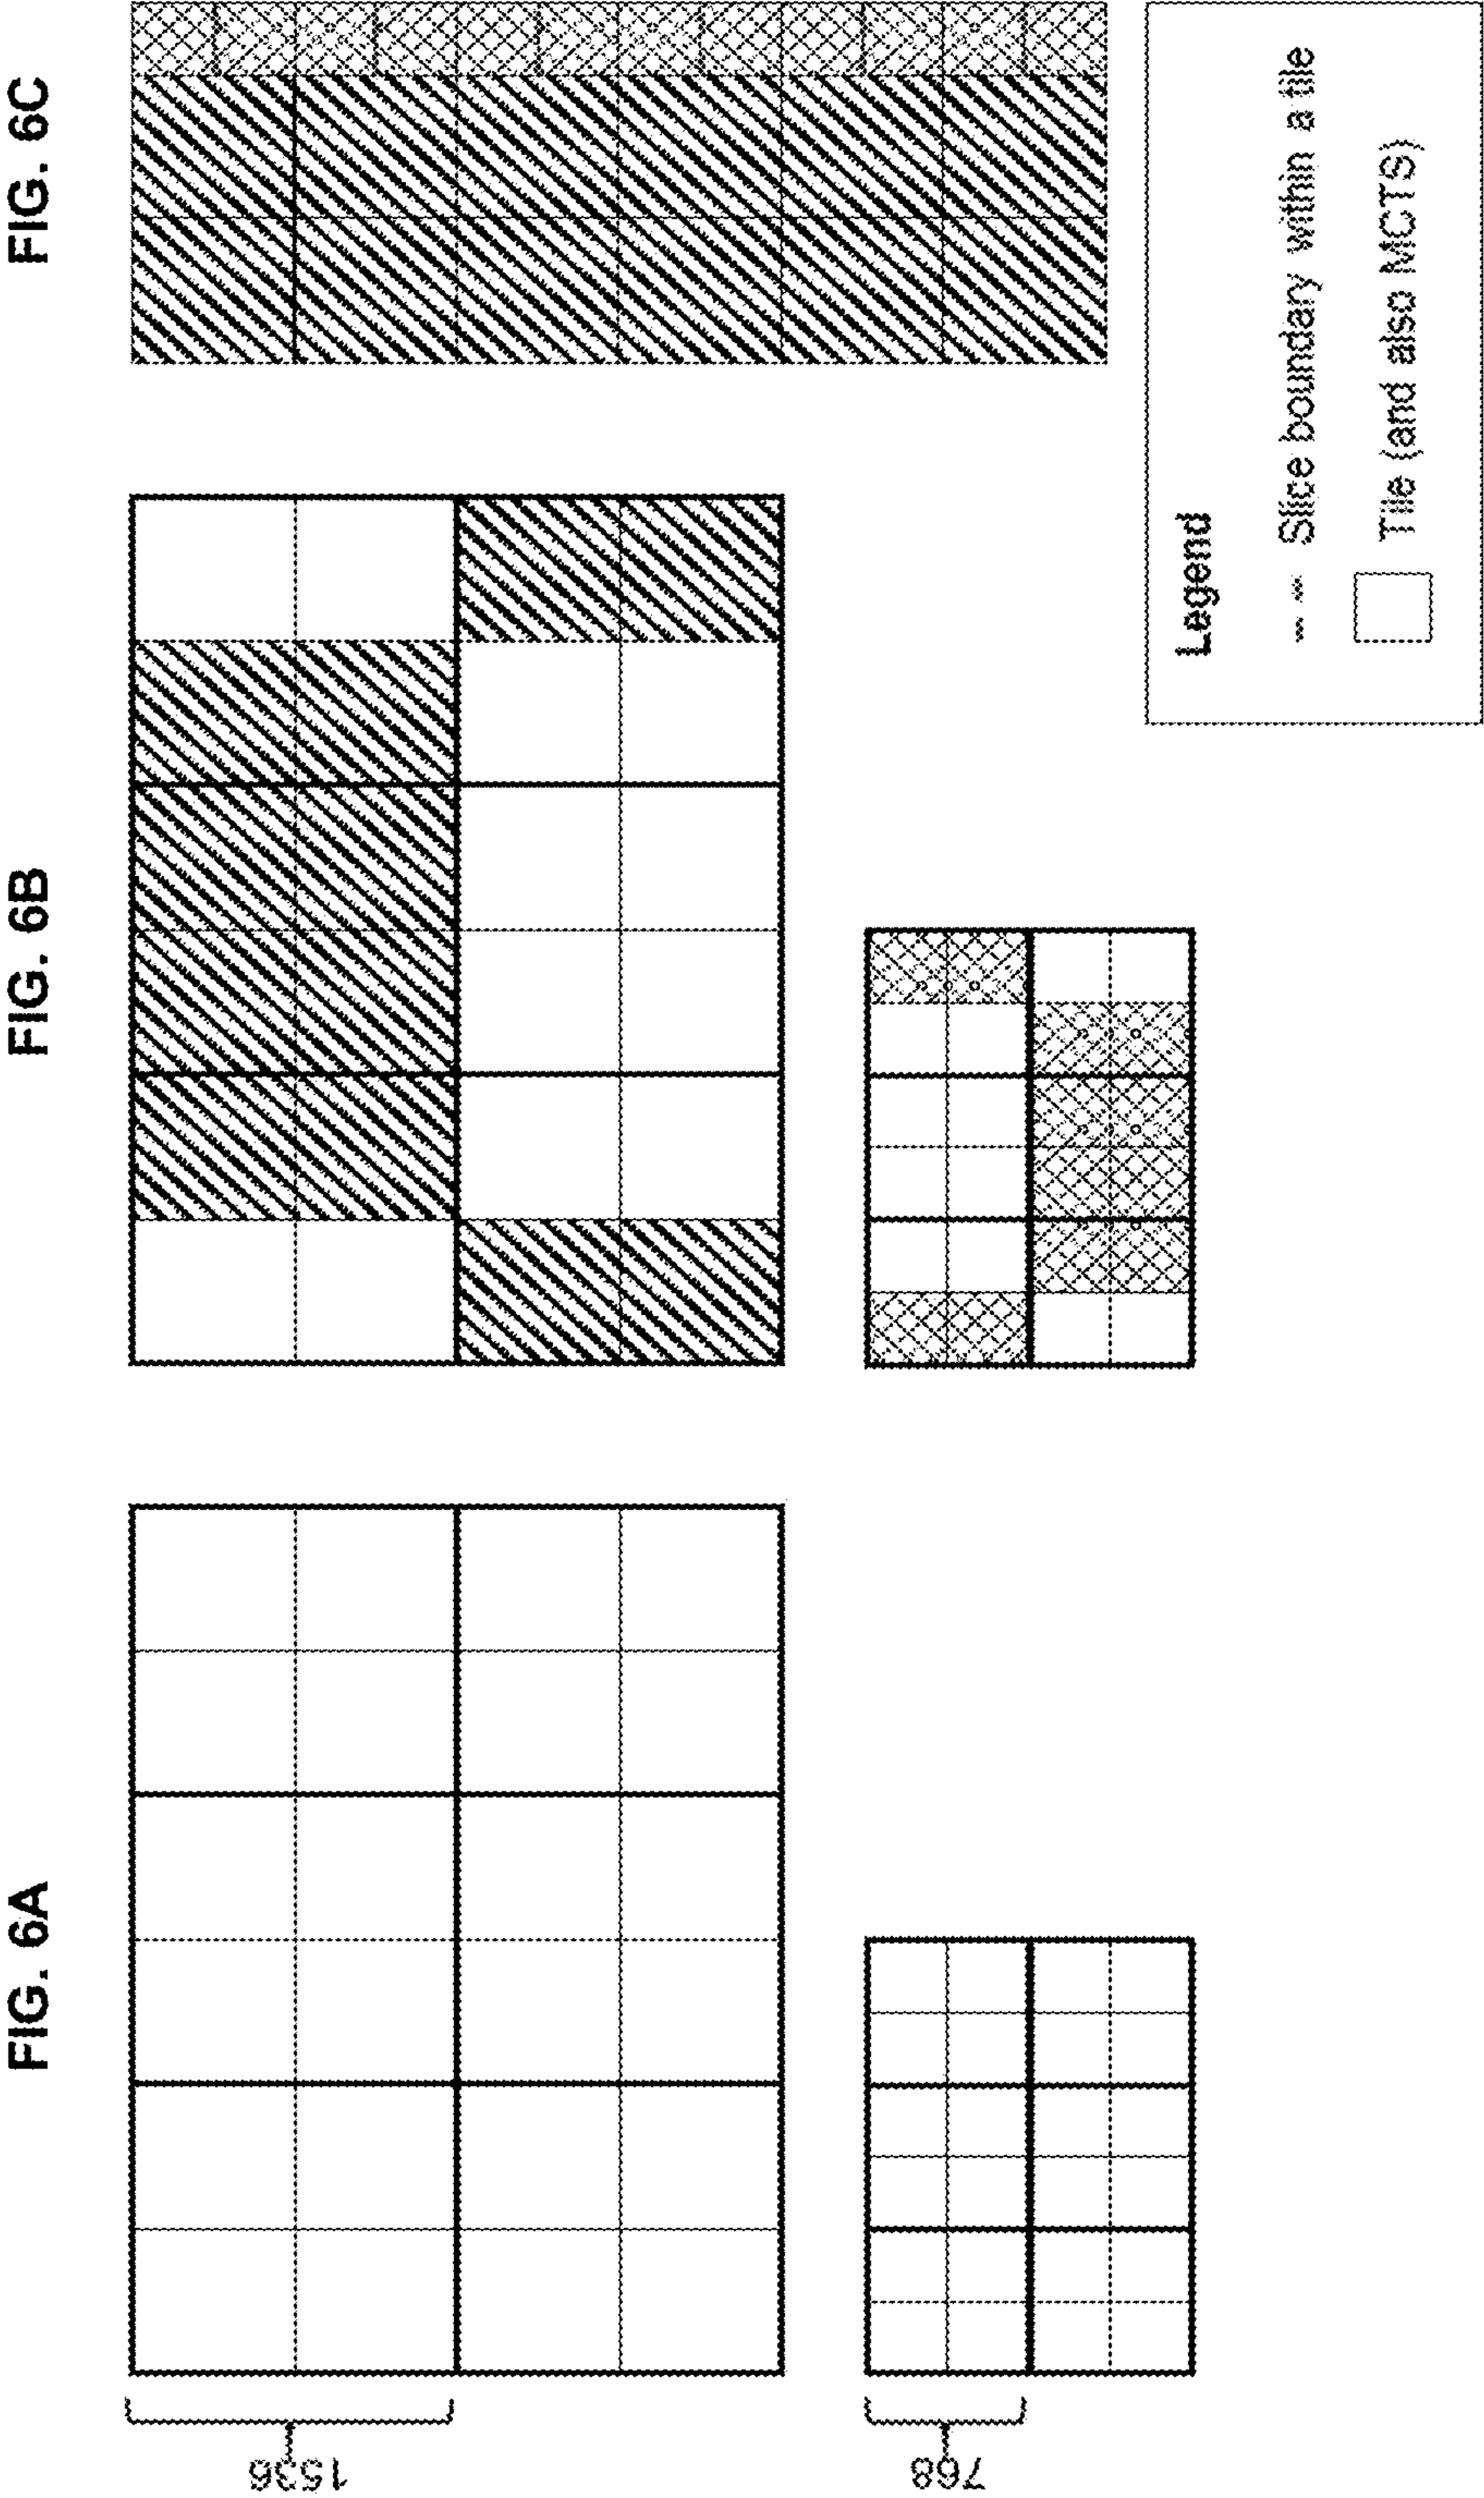 FIG. 6A
FIG. 6B
FIG. 6C
1536
768
Legend
Slice boundary within a tile
Tile (and also MCTS)